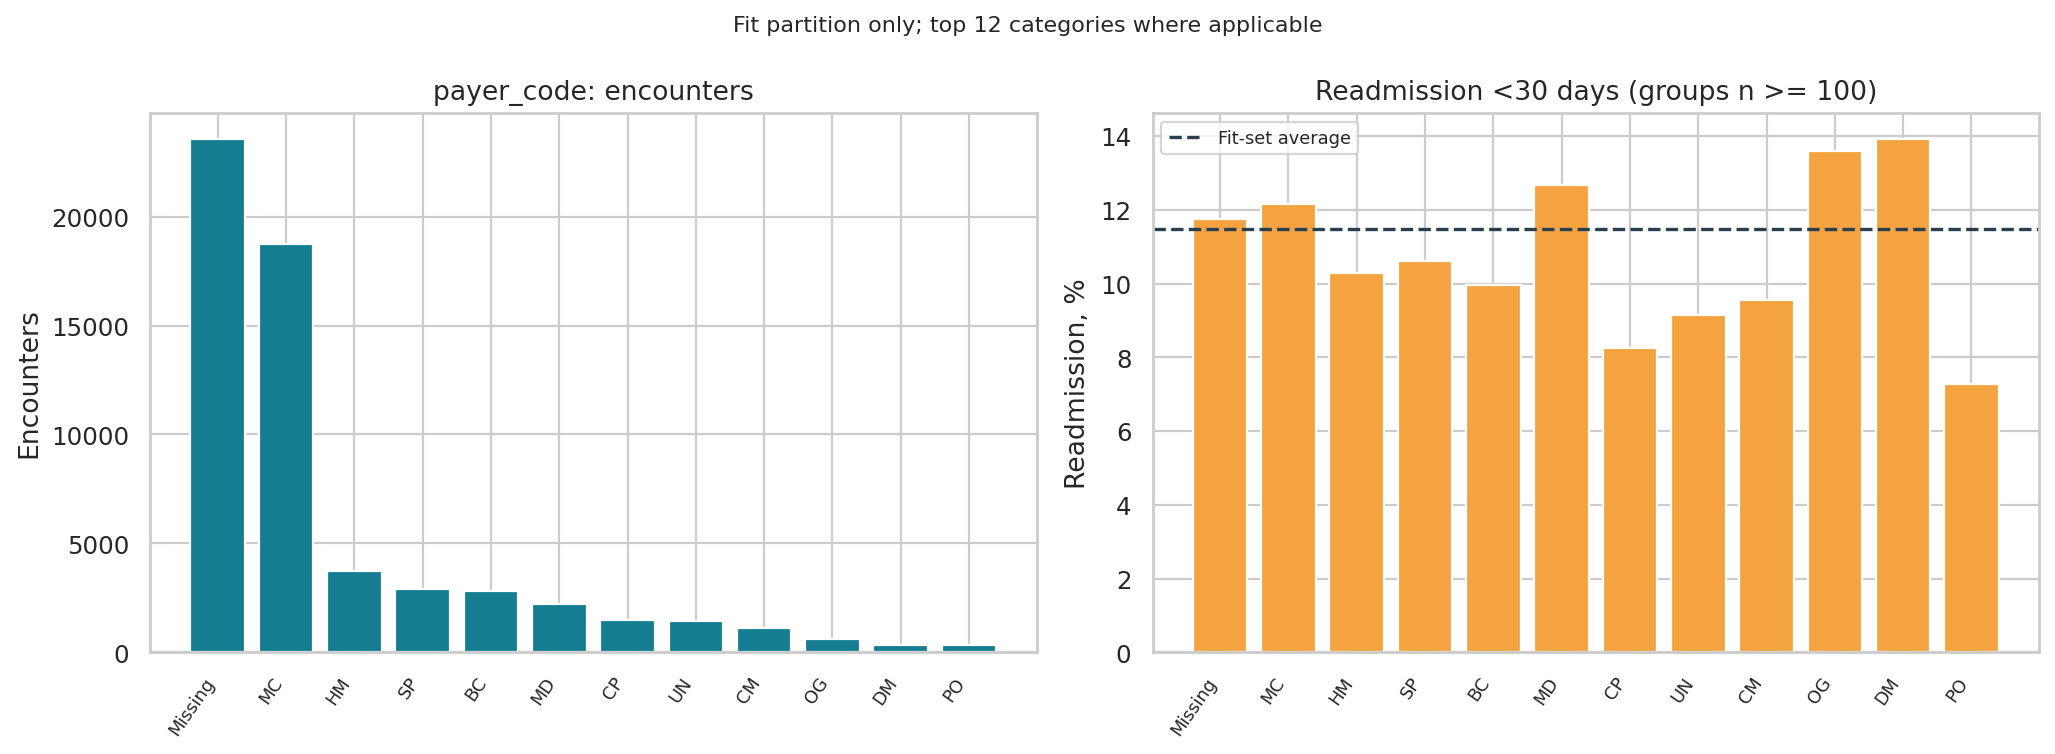 Fit partition only; top 12 categories where applicable
payer_code: encounters
Encounters
20000
15000
10000
5000
0
Missing
MC
HM
SP
BC
MD
CP
UN
CM
OG
DM
PO
Readmission <30 days (groups n >= 100)
Fit-set average
Readmission, %
14
12
10
8
6
4
2
0
Missing
MC
HM
SP
BC
MD
CP
UN
CM
OG
DM
PO